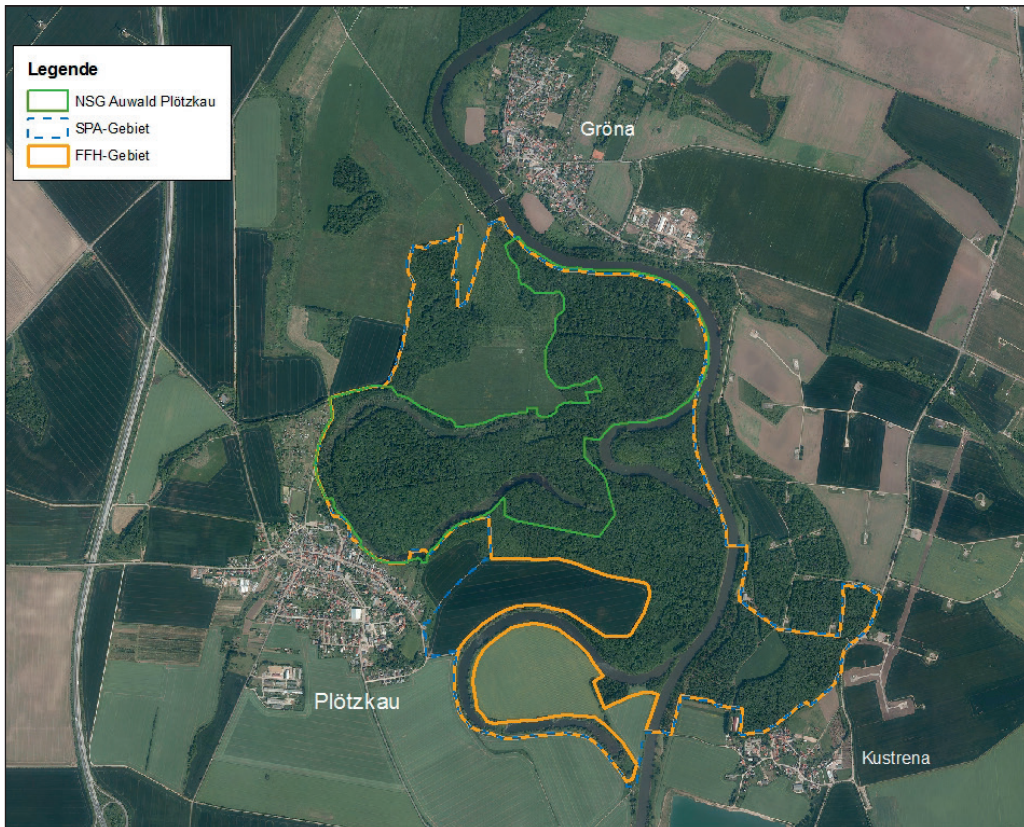 Legende
NSG Auwald Plötzkau
SPA-Gebiet
FFH-Gebiet
Gröna
Plötzkau
Kustrena